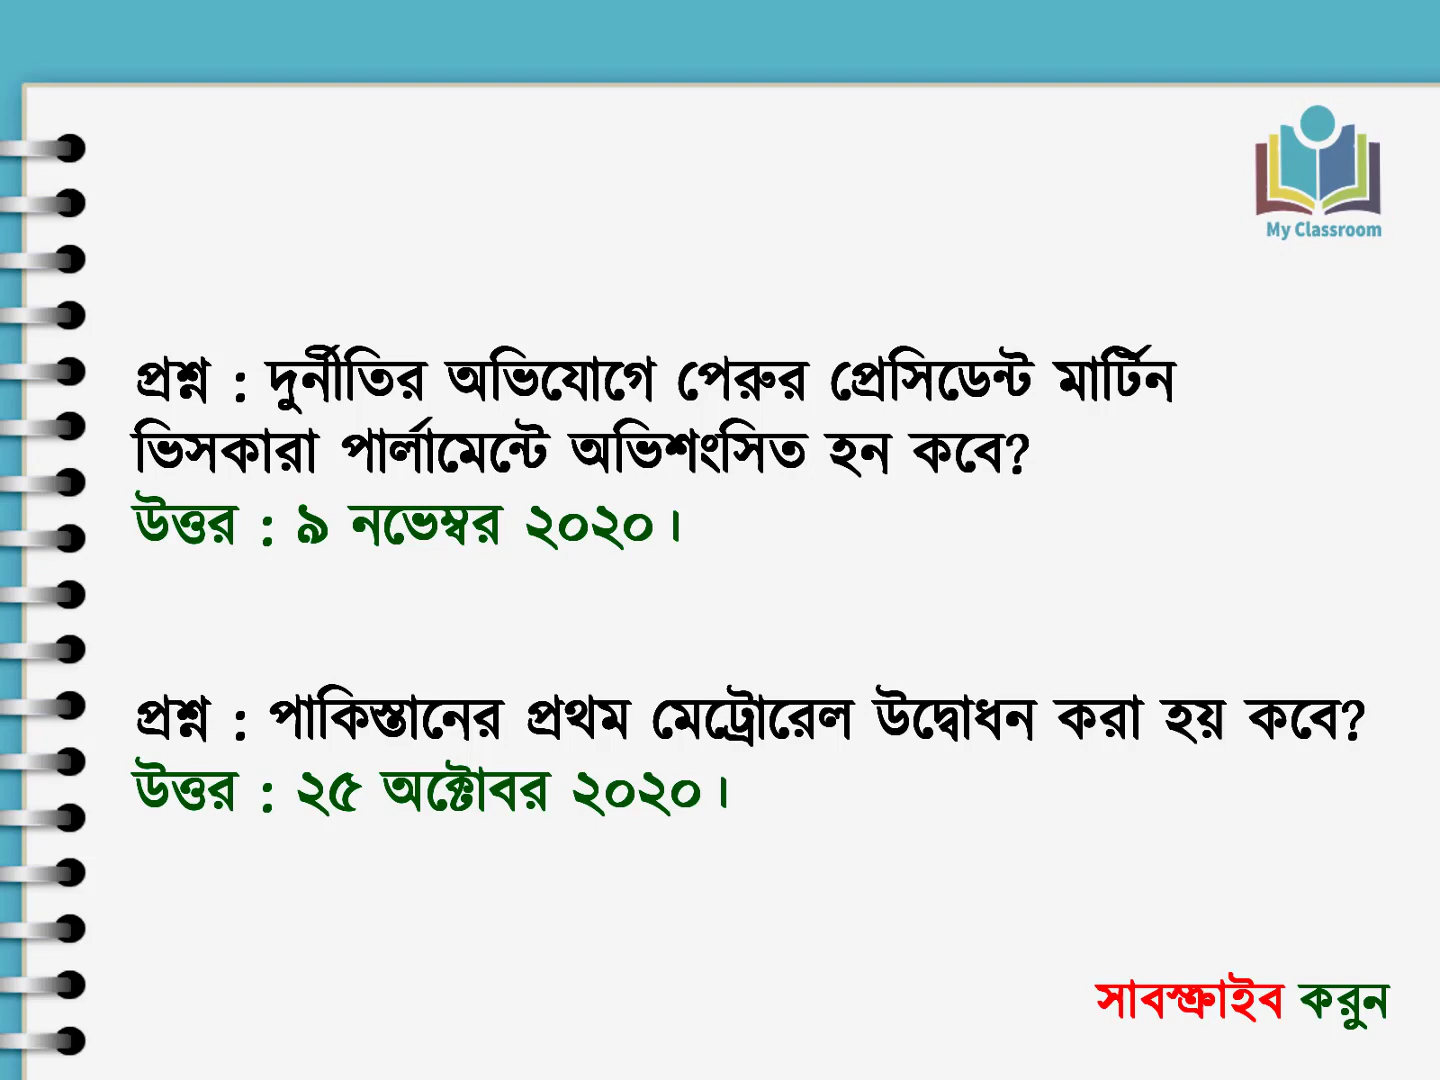 My Classroom
প্রশ্ন : দুর্নীতির অভিযোগে পেরুর প্রেসিডেন্ট মার্টিন
ভিসকারা পার্লামেন্টে অভিশংসিত হন কবে?
উত্তর : ৯ নভেম্বর ২০২০।
প্রশ্ন : পাকিস্তানের প্রথম মেট্রোরেল উদ্বোধন করা হয় কবে?
উত্তর : ২৫ অক্টোবর ২০২০।
সাবস্ক্রাইব করুন